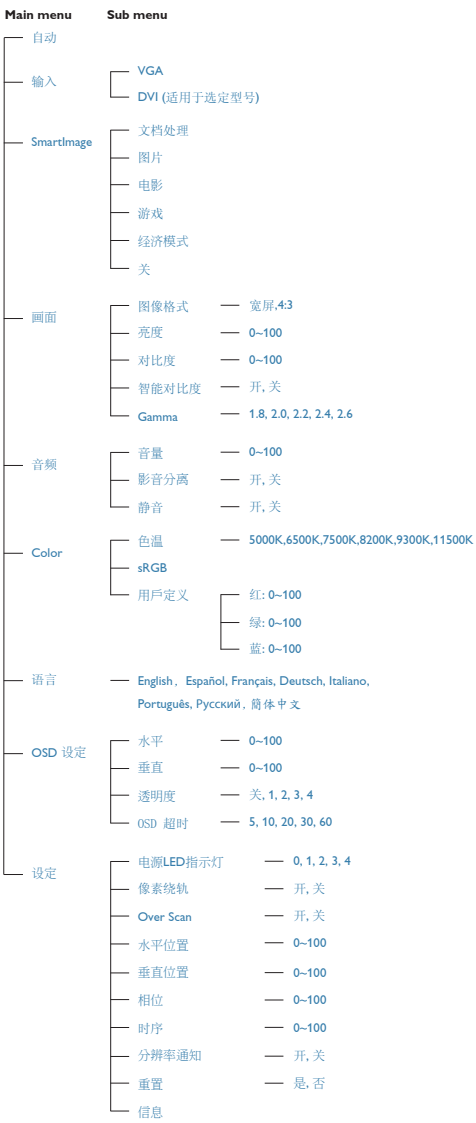 Main menu Sub menu
自动
输入 VGA
DVI (适用于选定型号)
SmartImage 文档处理
图片
电影
游戏
经济模式
关
画面 图像格式 宽屏,4:3
亮度 0~100
对比度 0~100
智能对比度 开, 关
Gamma 1.8, 2.0, 2.2, 2.4, 2.6
音频 音量 0~100
影音分离 开, 关
静音 开, 关
Color 色温 5000K,6500K,7500K,8200K,9300K,11500K
sRGB
用戶定义 红: 0~100
绿: 0~100
蓝: 0~100
语言 English, Español, Français, Deutsch, Italiano,
Português, Русский, 简体中文
OSD 设定 水平 0~100
垂直 0~100
透明度 关, 1, 2, 3, 4
OSD 超时 5, 10, 20, 30, 60
设定 电源LED指示灯 0, 1, 2, 3, 4
像素绕轨 开, 关
Over Scan 开, 关
水平位置 0~100
垂直位置 0~100
相位 0~100
时序 0~100
分辨率通知 开, 关
重置 是, 否
信息